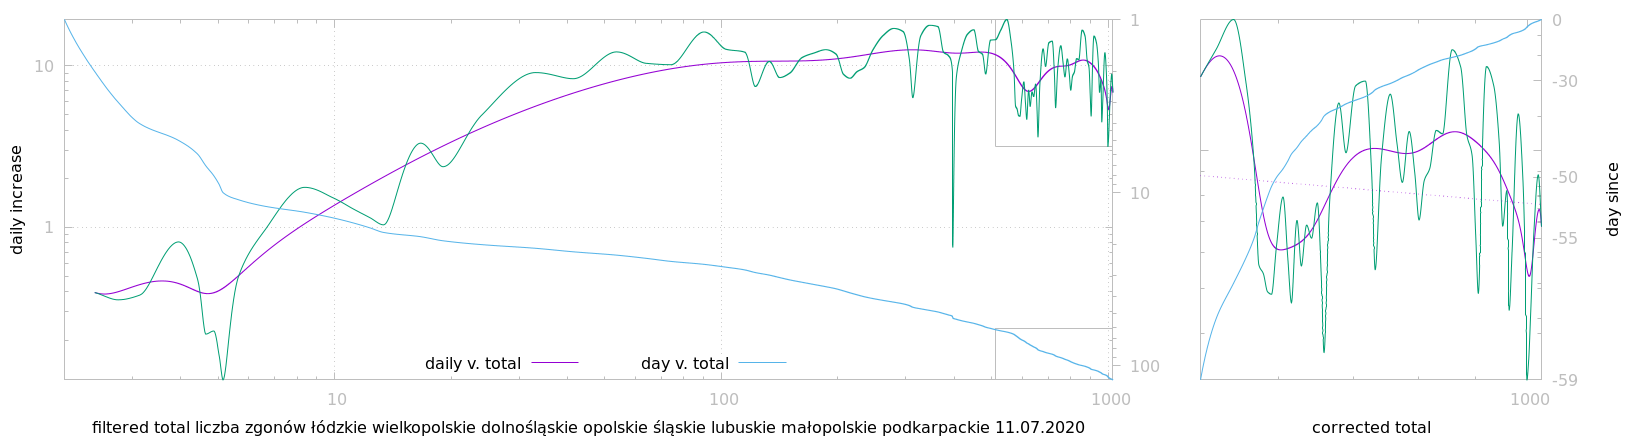 daily increase
10
1
1
10
100
daily v. total
day v. total
10
100
1000
filtered total liczba zgonów łódzkie wielkopolskie dolnośląskie opolskie śląskie lubuskie małopolskie podkarpackie 11.07.2020
0
-30
-50
-55
-59
day since
1000
corrected total